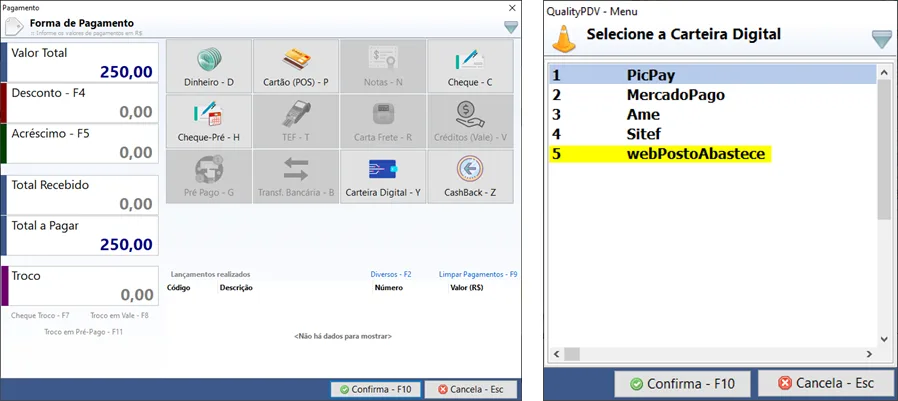 Pagamento
Forma de Pagamento
:: Informa os valores de pagamentos em R$
Valor Total
250,00
Desconto - F4
0,00
Acréscimo - F5
0,00
Total Recebido
0,00
Total a Pagar
250,00
Troco
0,00
Cheque Troco - F7 Troco em Vale - F8
Troco em Pré-Pago - F11
Dinheiro - D Cartão (POS) - P Notas - N Cheque - C
Cheque-Pré - H TEF - T Carta Frete - R Créditos (Vale) - V
Pré Pago - G Transf. Bancária - B Carteira Digital - Y CashBack - Z
Lançamentos realizados Diversos - F2 Limpar Pagamentos - F9
Código Descrição Número Valor (R$)
<Não há dados para mostrar>
Confirma - F10 Cancela - Esc
QualityPDV - Menu
Selecione a Carteira Digital
1 PicPay
2 MercadoPago
3 Ame
4 Sitef
5 webPostoAbastece
Confirma - F10 Cancela - Esc